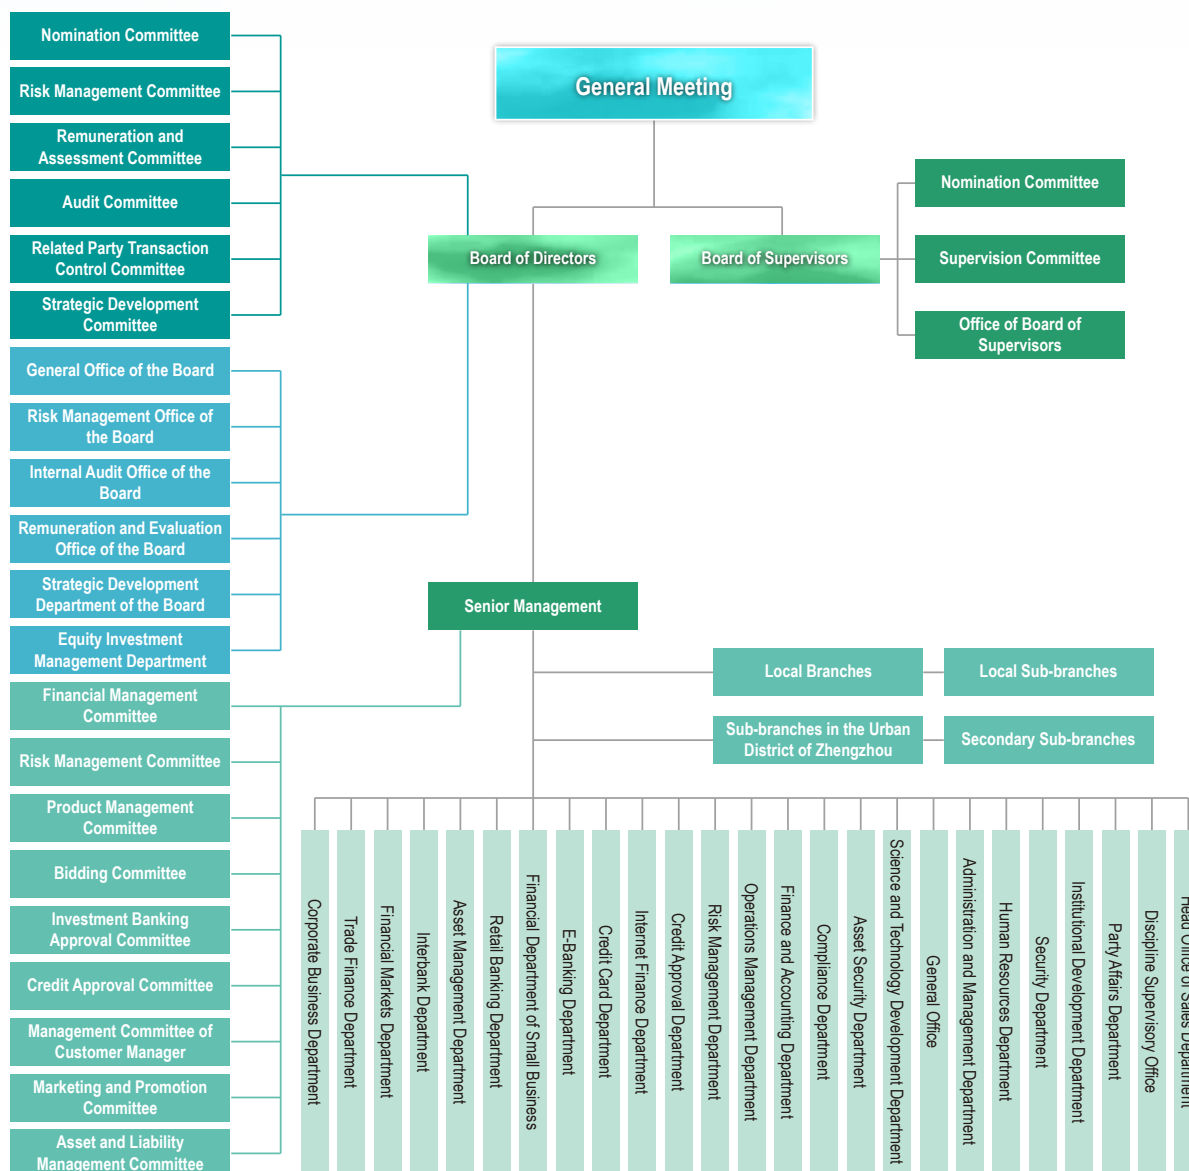 General Meeting
Nomination Committee
Risk Management Committee
Remuneration and
Assessment Committee
Audit Committee
Related Party Transaction
Control Committee
Strategic Development
Committee
General Office of the Board
Risk Management Office of
the Board
Internal Audit Office of the
Board
Remuneration and Evaluation
Office of the Board
Strategic Development
Department of the Board
Equity Investment
Management Department
Financial Management
Committee
Risk Management Committee
Product Management
Committee
Bidding Committee
Investment Banking
Approval Committee
Credit Approval Committee
Management Committee of
Customer Manager
Marketing and Promotion
Committee
Asset and Liability
Management Committee
Board of Directors
Board of Supervisors
Nomination Committee
Supervision Committee
Office of Board of
Supervisors
Senior Management
Local Branches
Local Sub-branches
Sub-branches in the Urban
District of Zhengzhou
Secondary Sub-branches
Corporate Business Department
Trade Finance Department
Financial Markets Department
Interbank Department
Asset Management Department
Retail Banking Department
Financial Department of Small Business
E-Banking Department
Credit Card Department
Internet Finance Department
Credit Approval Department
Risk Management Department
Operations Management Department
Finance and Accounting Department
Compliance Department
Asset Security Department
Science and Technology Development Department
General Office
Administration and Management Department
Human Resources Department
Security Department
Institutional Development Department
Party Affairs Department
Discipline Supervisory Office
Head Office of Sales Department